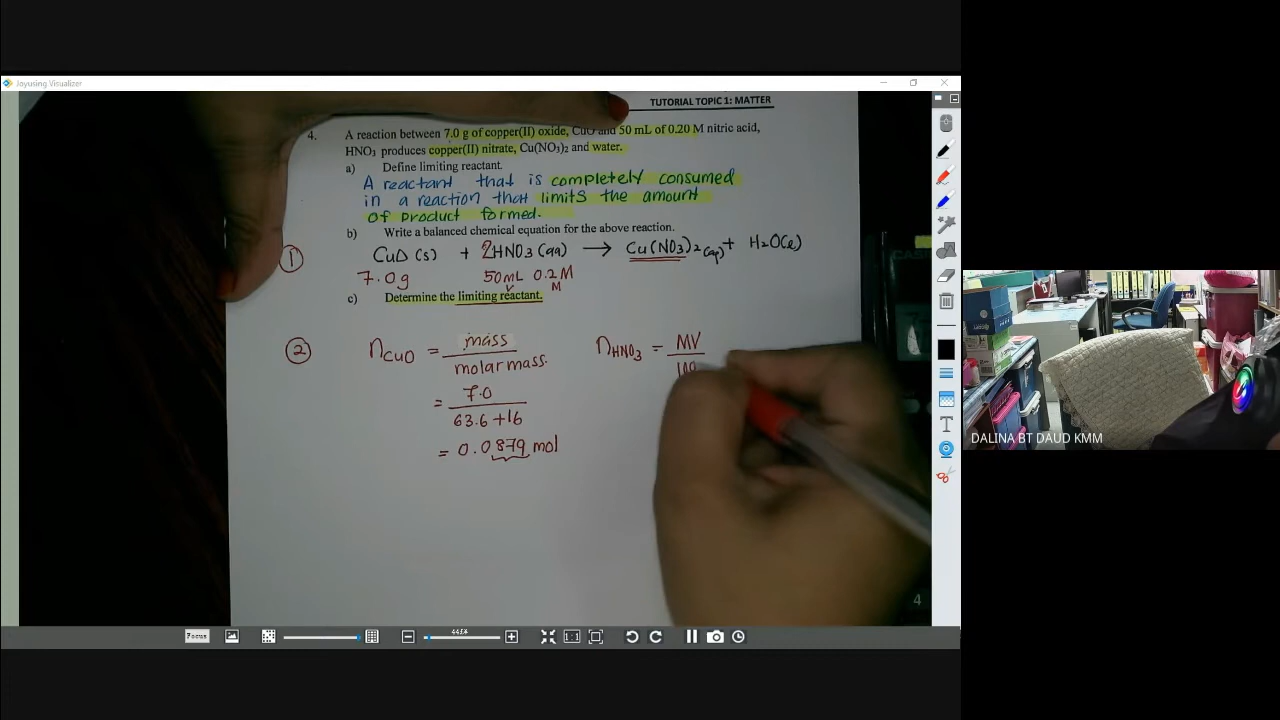 Joyusing Visualizer
TUTORIAL TOPIC 1: MATTER
4. A reaction between 7.0 g of copper(II) oxide, CuO and 50 mL of 0.20 M nitric acid,
HNO3 produces copper(II) nitrate, Cu(NO3)2 and water.
a) Define limiting reactant.
A reactant that is completely consumed
in a reaction that limits the amount
of product formed.
b) Write a balanced chemical equation for the above reaction.
1 CuO (s) + 2HNO3 (aq) → Cu(NO3)2 (aq) + H2O(l)
7.0g 50mL 0.2M
V M
c) Determine the limiting reactant.
2 nCuO = mass / molar mass nHNO3 = MV
= 7.0 / 63.6 + 16
= 0.0879 mol
4
Focus
1:1
DALINA BT DAUD KMM